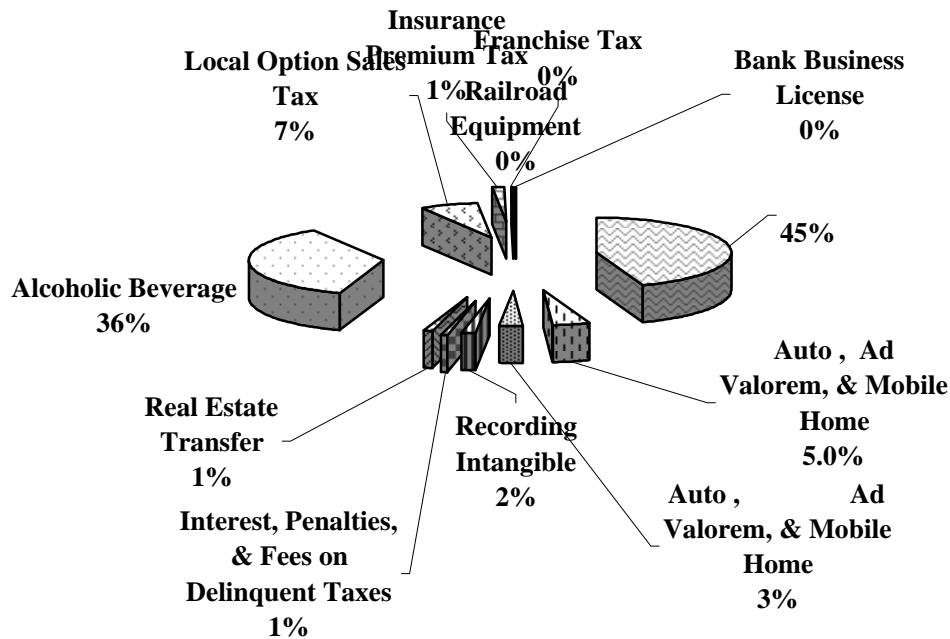 Insurance
Premium Tax
1%
Franchise Tax
0%
Local Option Sales
Tax
7%
Railroad
Equipment
0%
Bank Business
License
0%
45%
Alcoholic Beverage
36%
Auto , Ad
Valorem, & Mobile
Home
5.0%
Real Estate
Transfer
1%
Recording
Intangible
2%
Auto , Ad
Valorem, & Mobile
Home
3%
Interest, Penalties,
& Fees on
Delinquent Taxes
1%